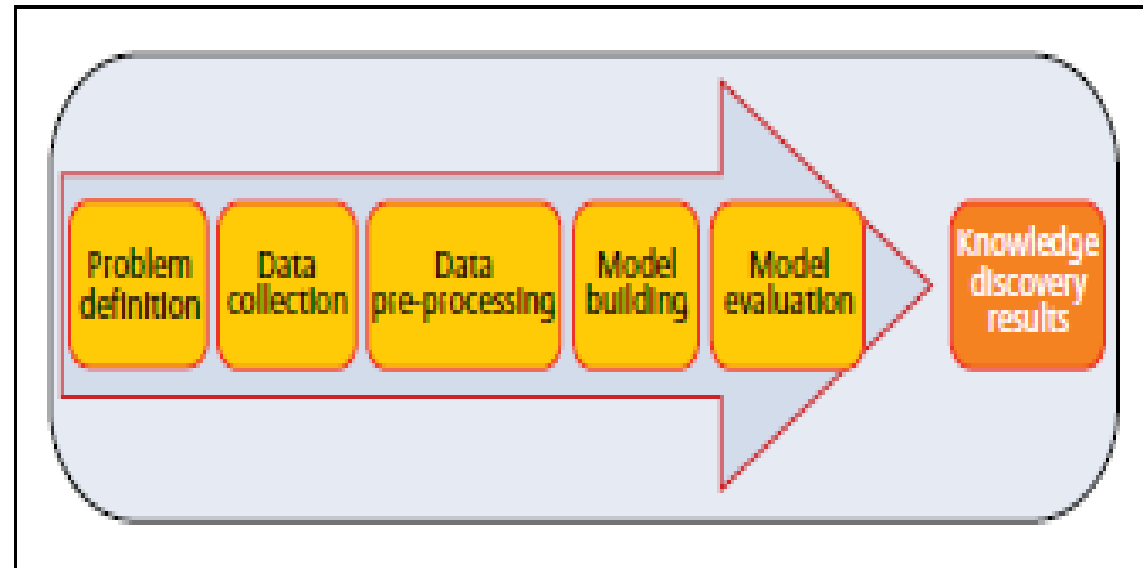 Problem
definition
Data
collection
Data
pre-processing
Model
building
Model
evaluation
Knowledge
discovery
results